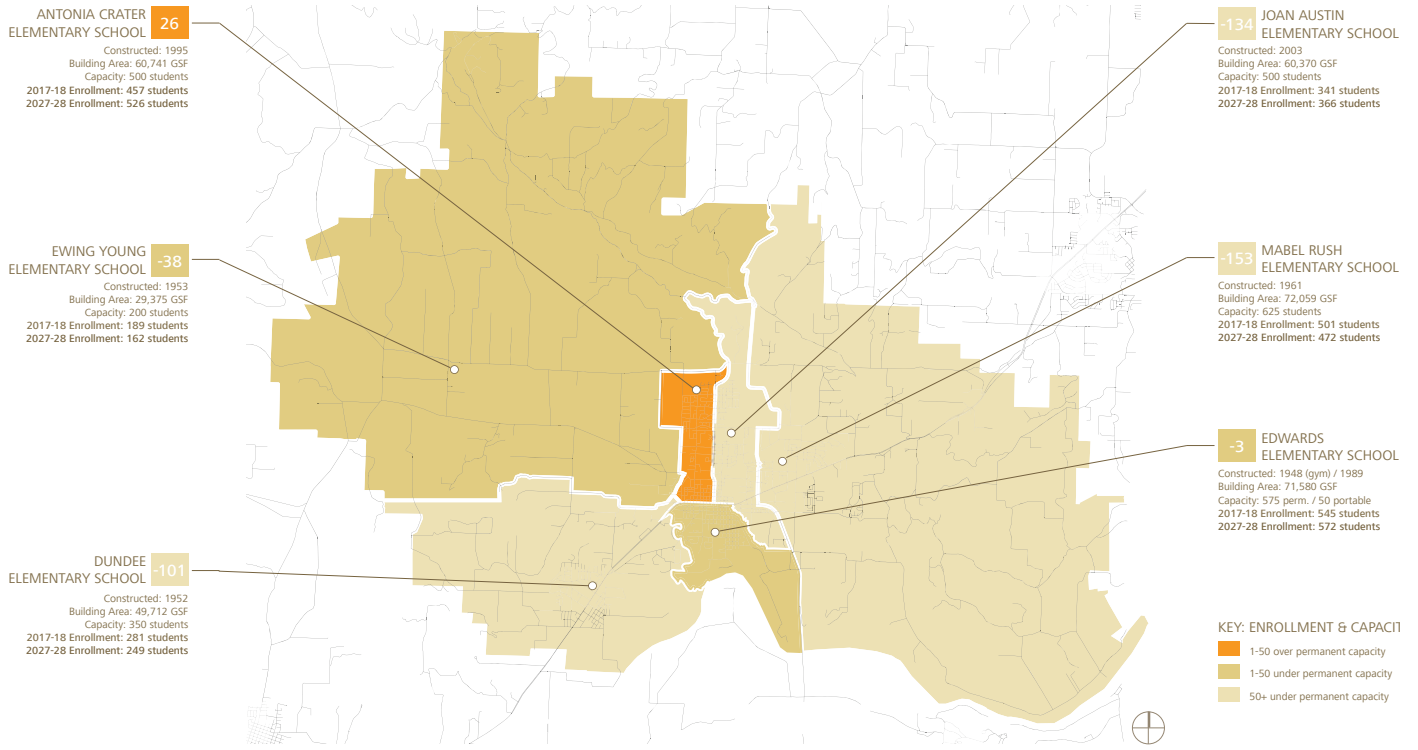 ANTONIA CRATER
ELEMENTARY SCHOOL
26
Constructed: 1995
Building Area: 60,741 GSF
Capacity: 500 students
2017-18 Enrollment: 457 students
2027-28 Enrollment: 526 students
EWING YOUNG
ELEMENTARY SCHOOL
-38
Constructed: 1953
Building Area: 29,375 GSF
Capacity: 200 students
2017-18 Enrollment: 189 students
2027-28 Enrollment: 162 students
DUNDEE
ELEMENTARY SCHOOL
-101
Constructed: 1952
Building Area: 49,712 GSF
Capacity: 350 students
2017-18 Enrollment: 281 students
2027-28 Enrollment: 249 students
-134
JOAN AUSTIN
ELEMENTARY SCHOOL
Constructed: 2003
Building Area: 60,370 GSF
Capacity: 500 students
2017-18 Enrollment: 341 students
2027-28 Enrollment: 366 students
-153
MABEL RUSH
ELEMENTARY SCHOOL
Constructed: 1961
Building Area: 72,059 GSF
Capacity: 625 students
2017-18 Enrollment: 501 students
2027-28 Enrollment: 472 students
-3
EDWARDS
ELEMENTARY SCHOOL
Constructed: 1948 (gym) / 1989
Building Area: 71,580 GSF
Capacity: 575 perm. / 50 portable
2017-18 Enrollment: 545 students
2027-28 Enrollment: 572 students
KEY: ENROLLMENT & CAPACIT
1-50 over permanent capacity
1-50 under permanent capacity
50+ under permanent capacity